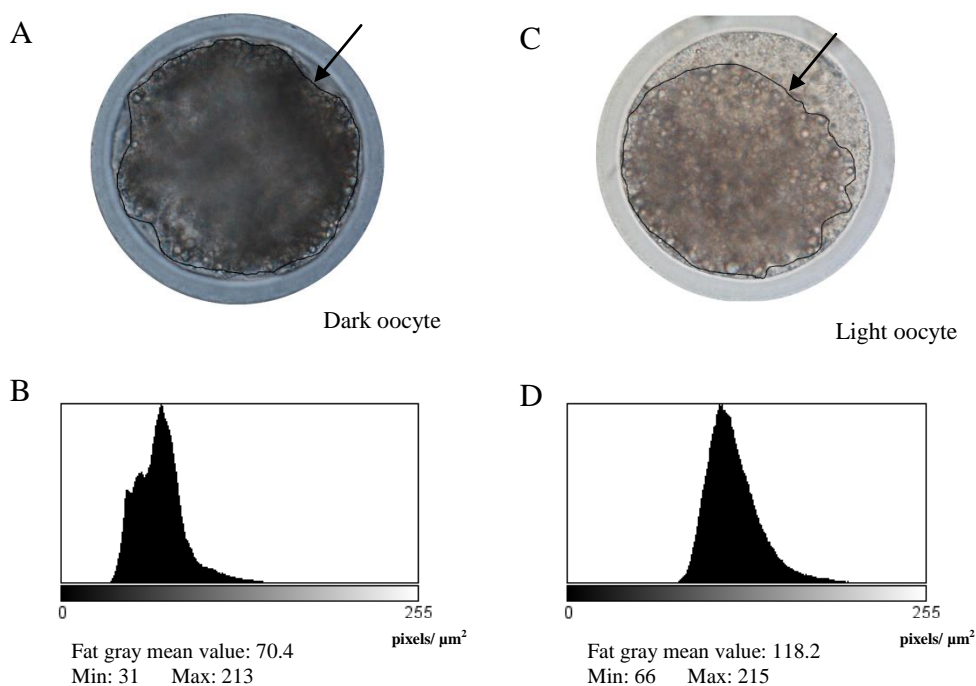 A
Dark oocyte
B
0 255
pixels/ µm²
Fat gray mean value: 70.4
Min: 31 Max: 213
C
Light oocyte
D
0 255
pixels/ µm²
Fat gray mean value: 118.2
Min: 66 Max: 215